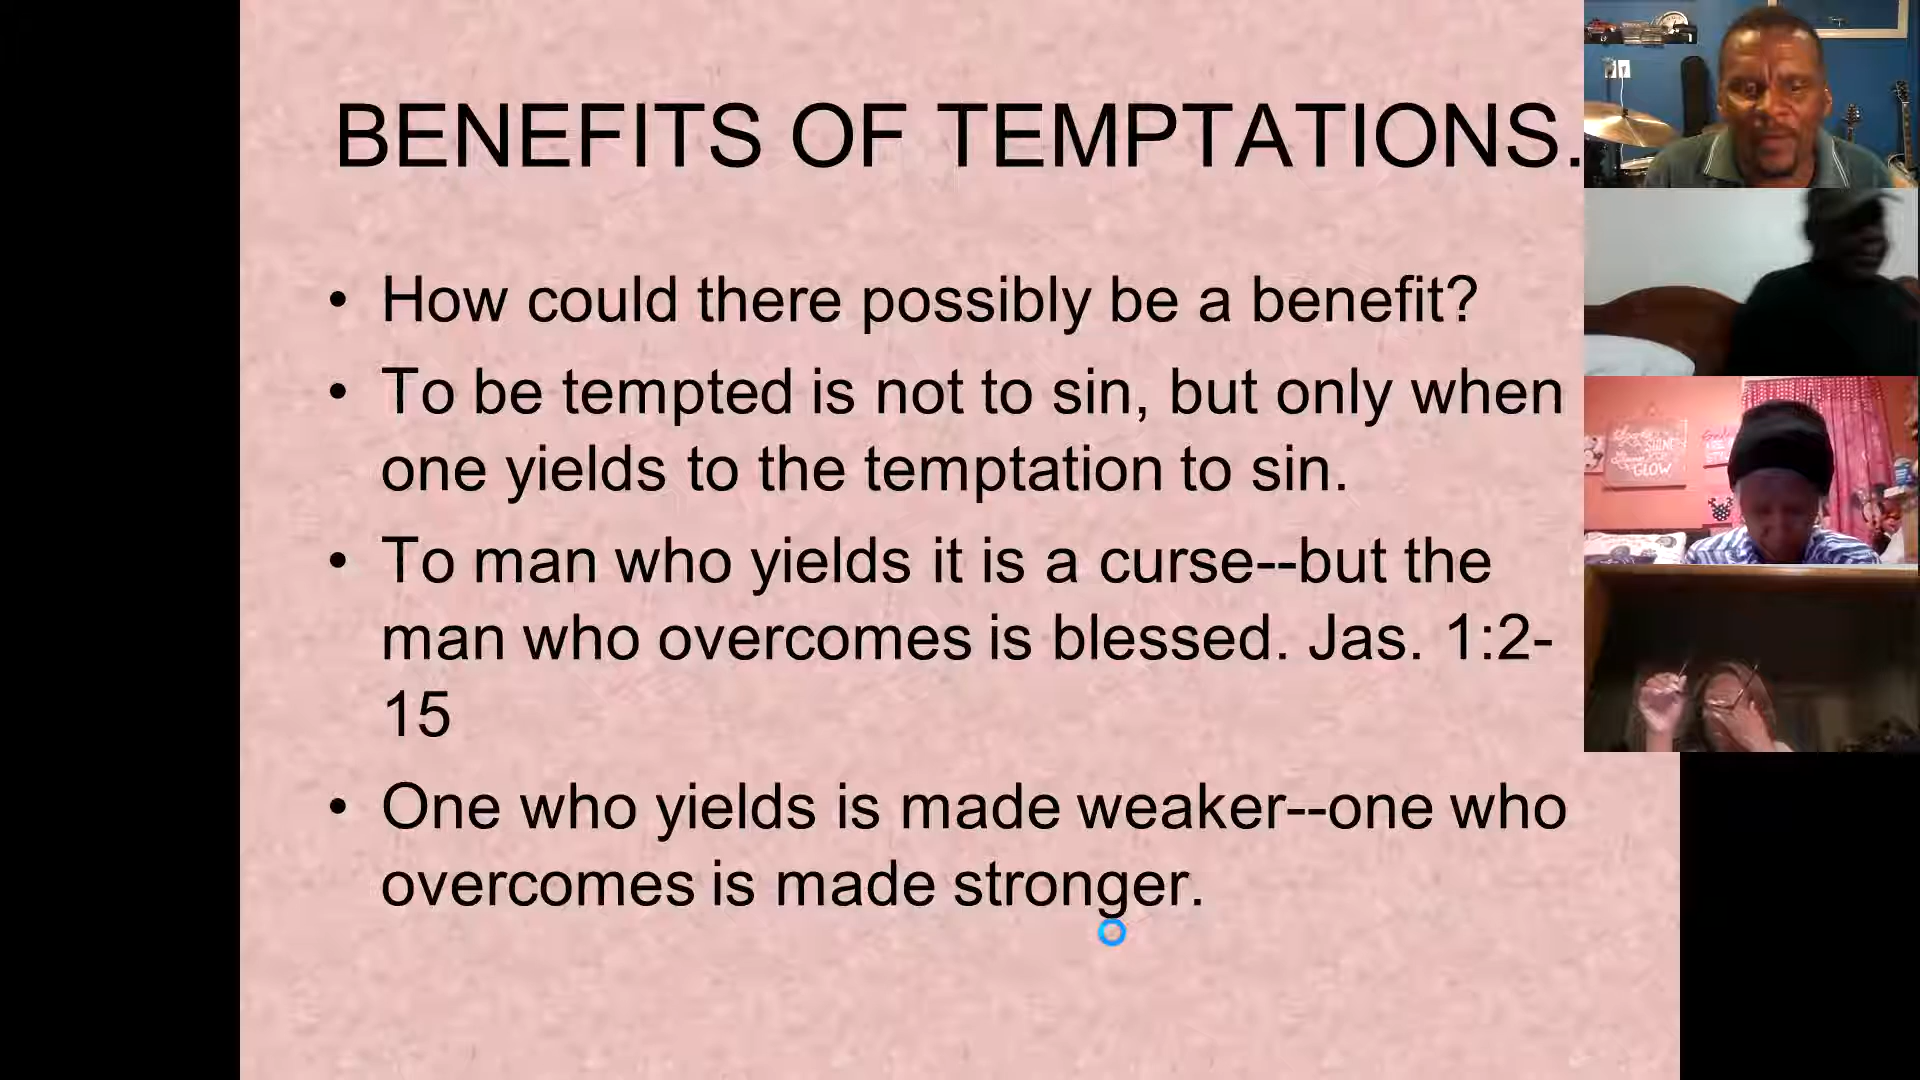 BENEFITS OF TEMPTATIONS.
• How could there possibly be a benefit?
• To be tempted is not to sin, but only when
one yields to the temptation to sin.
• To man who yields it is a curse--but the
man who overcomes is blessed. Jas. 1:2-
15
• One who yields is made weaker--one who
overcomes is made stronger.
SHINE
GLOW